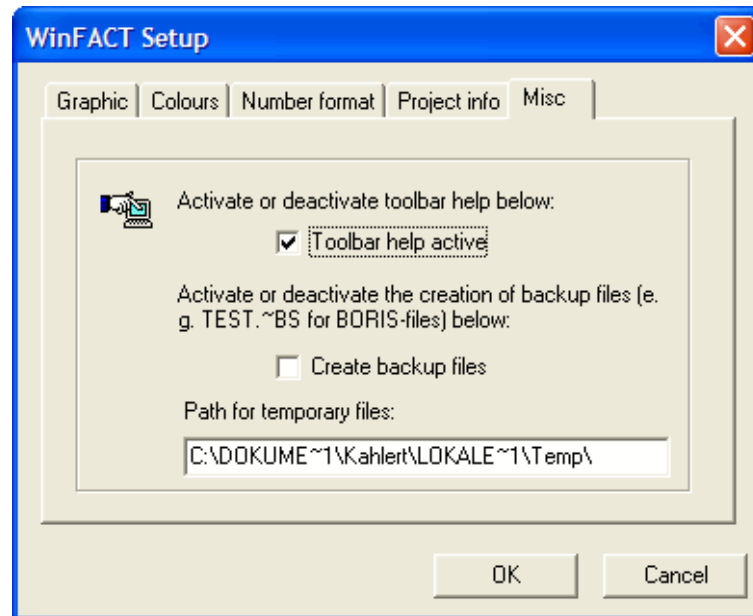 WinFACT Setup
Graphic Colours Number format Project info Misc
Activate or deactivate toolbar help below:
Toolbar help active
Activate or deactivate the creation of backup files (e.
g. TEST.~BS for BORIS-files) below:
Create backup files
Path for temporary files:
C:\DOKUME~1\Kahlert\LOKALE~1\Temp\
OK Cancel